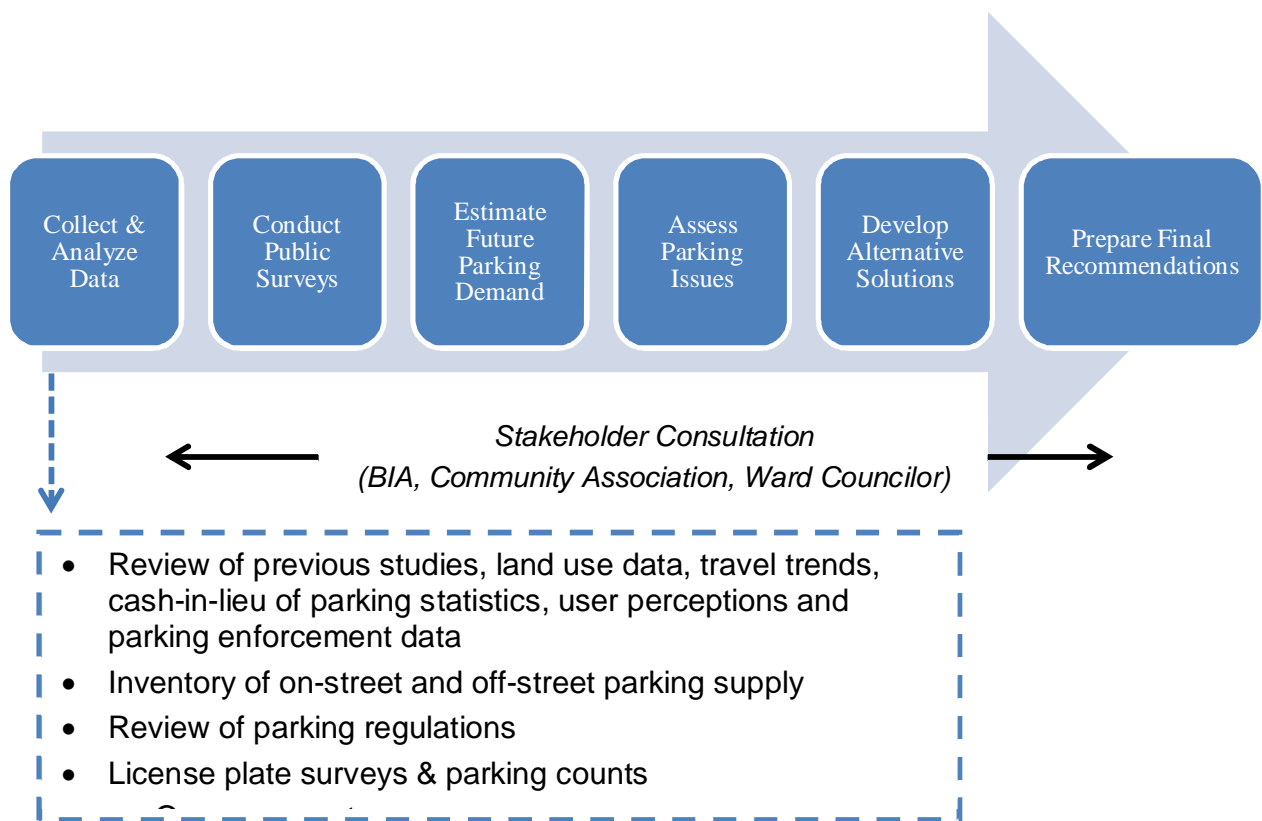 Collect &
Analyze
Data
Conduct
Public
Surveys
Estimate
Future
Parking
Demand
Assess
Parking
Issues
Develop
Alternative
Solutions
Prepare Final
Recommendations
Stakeholder Consultation
(BIA, Community Association, Ward Councilor)
• Review of previous studies, land use data, travel trends,
cash-in-lieu of parking statistics, user perceptions and
parking enforcement data
• Inventory of on-street and off-street parking supply
• Review of parking regulations
• License plate surveys & parking counts